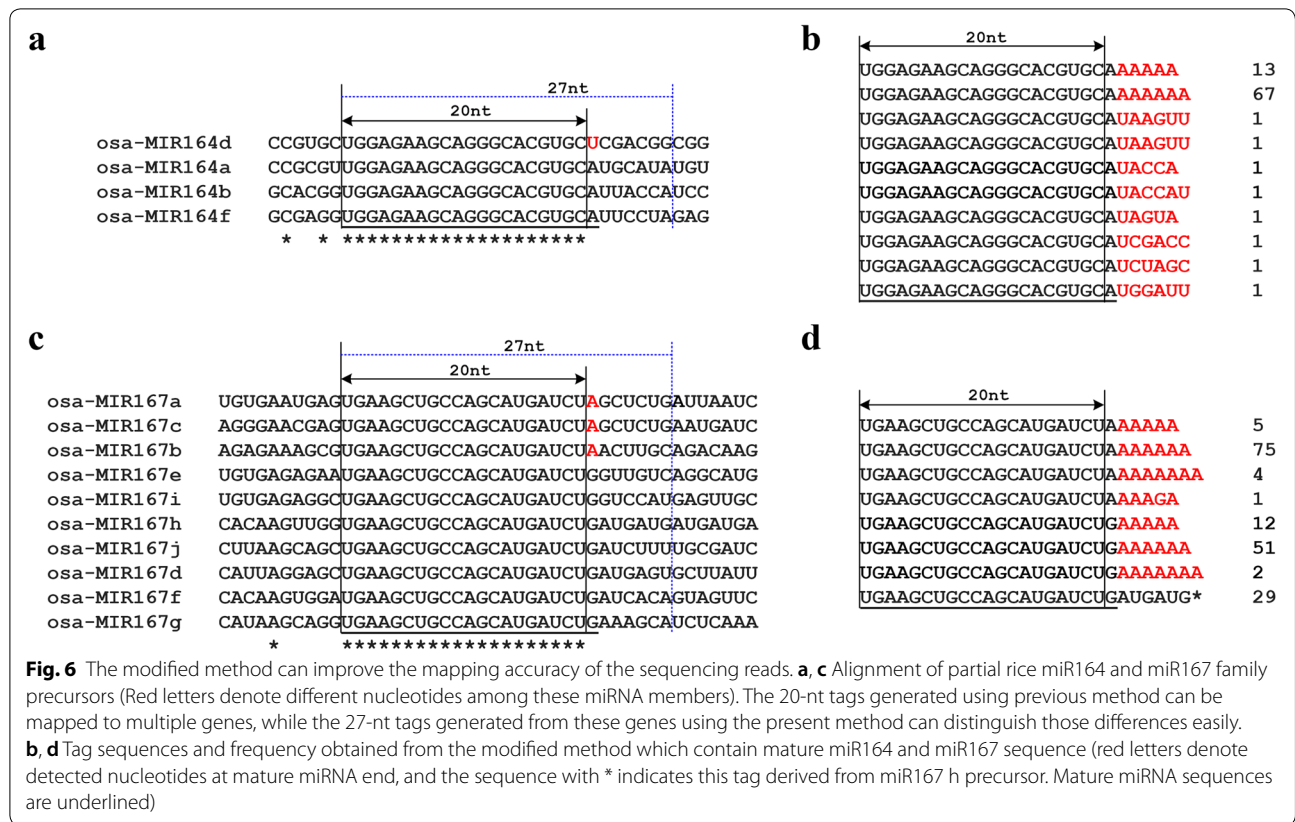 a
27nt
20nt
osa-MIR164d CCGUGCUGGAGAAGCAGGGCACGUGCUCGACGGCGG
osa-MIR164a CCGCGUUGGAGAAGCAGGGCACGUGCAUGCAUAUGU
osa-MIR164b GCACGGUGGAGAAGCAGGGCACGUGCAUUACCAUCC
osa-MIR164f GCGAGGUGGAGAAGCAGGGCACGUGCAUUCCUAGAG
* * ********************
b
20nt
UGGAGAAGCAGGGCACGUGCAAAAAA 13
UGGAGAAGCAGGGCACGUGCAAAAAAA 67
UGGAGAAGCAGGGCACGUGCAUAAGUU 1
UGGAGAAGCAGGGCACGUGCAUAAGUU 1
UGGAGAAGCAGGGCACGUGCAUACCA 1
UGGAGAAGCAGGGCACGUGCAUACCAU 1
UGGAGAAGCAGGGCACGUGCAUAGUA 1
UGGAGAAGCAGGGCACGUGCAUCGACC 1
UGGAGAAGCAGGGCACGUGCAUCUAGC 1
UGGAGAAGCAGGGCACGUGCAUGGAUU 1
c
27nt
20nt
osa-MIR167a UGUGAAUGAGUGAAGCUGCCAGCAUGAUCUAGCUCUGAUUAAUC
osa-MIR167c AGGGAACGAGUGAAGCUGCCAGCAUGAUCUAGCUCUGAAUGAUC
osa-MIR167b AGAGAAAGCGUGAAGCUGCCAGCAUGAUCUAACUUGCAGACAAG
osa-MIR167e UGUGAGAGAAUGAAGCUGCCAGCAUGAUCUGGUUGUCAGGCAUG
osa-MIR167i UGUGAGAGGCUGAAGCUGCCAGCAUGAUCUGGUCCAUGAGUUGC
osa-MIR167h CACAAGUUGGUGAAGCUGCCAGCAUGAUCUGAUGAUGAUGAUGA
osa-MIR167j CUUAAGCAGCUGAAGCUGCCAGCAUGAUCUGAUCUUUUGCGAUC
osa-MIR167d CAUUAGGAGCUGAAGCUGCCAGCAUGAUCUGAUGAGUGCUUAUU
osa-MIR167f CACAAGUGGAUGAAGCUGCCAGCAUGAUCUGAUCACAGUAGUUC
osa-MIR167g CAUAAGCAGGUGAAGCUGCCAGCAUGAUCUGAAAGCAUCUCAAA
* ********************
d
20nt
UGAAGCUGCCAGCAUGAUCUAAAAAA 5
UGAAGCUGCCAGCAUGAUCUAAAAAAA 75
UGAAGCUGCCAGCAUGAUCUAAAAAAAA 4
UGAAGCUGCCAGCAUGAUCUAAAAGA 1
UGAAGCUGCCAGCAUGAUCUGAAAAA 12
UGAAGCUGCCAGCAUGAUCUGAAAAAA 51
UGAAGCUGCCAGCAUGAUCUGAAAAAAA 2
UGAAGCUGCCAGCAUGAUCUGAUGAUG* 29
Fig. 6 The modified method can improve the mapping accuracy of the sequencing reads. a, c Alignment of partial rice miR164 and miR167 family
precursors (Red letters denote different nucleotides among these miRNA members). The 20-nt tags generated using previous method can be
mapped to multiple genes, while the 27-nt tags generated from these genes using the present method can distinguish those differences easily.
b, d Tag sequences and frequency obtained from the modified method which contain mature miR164 and miR167 sequence (red letters denote
detected nucleotides at mature miRNA end, and the sequence with * indicates this tag derived from miR167 h precursor. Mature miRNA sequences
are underlined)